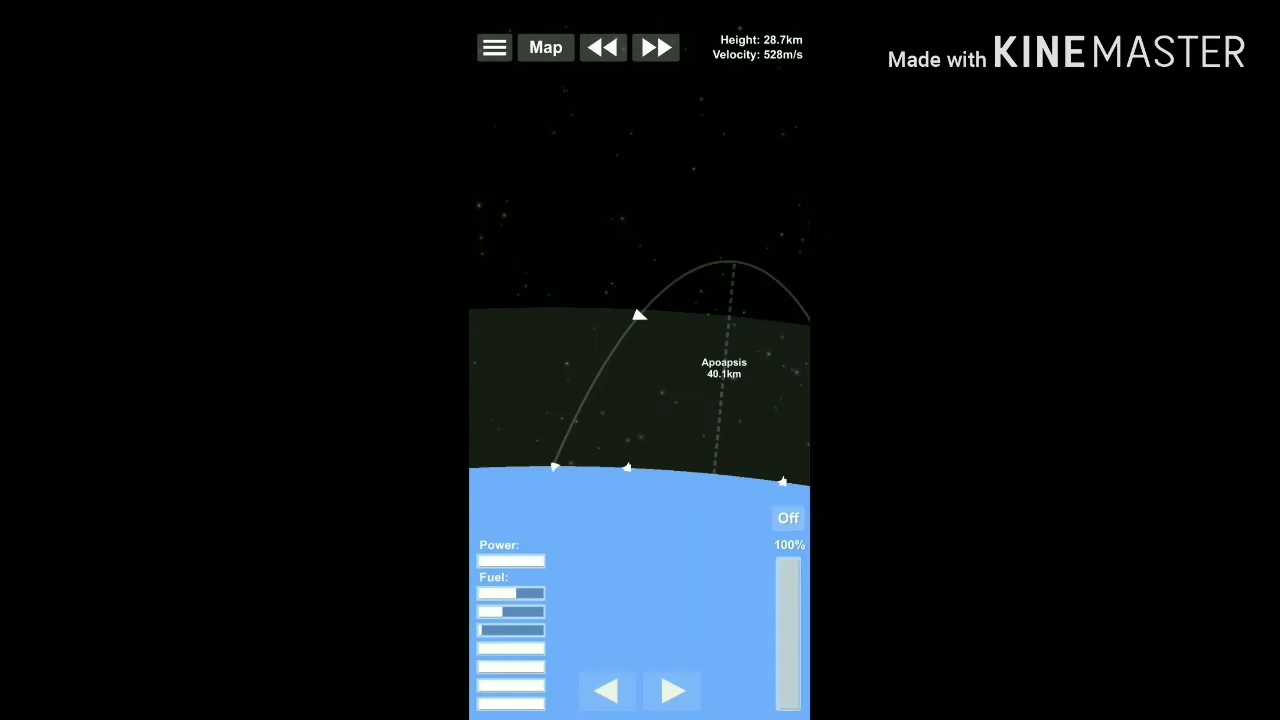 Map
Height: 28.7km
Velocity: 528m/s
Made with KINEMASTER
Apoapsis
40.1km
Off
100%
Power:
Fuel: